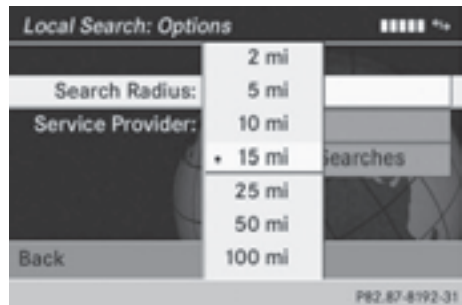 Local Search: Options
2 mi
Search Radius: 5 mi
Service Provider: 10 mi
• 15 mi Searches
25 mi
50 mi
Back 100 mi
P82.87-8192-31